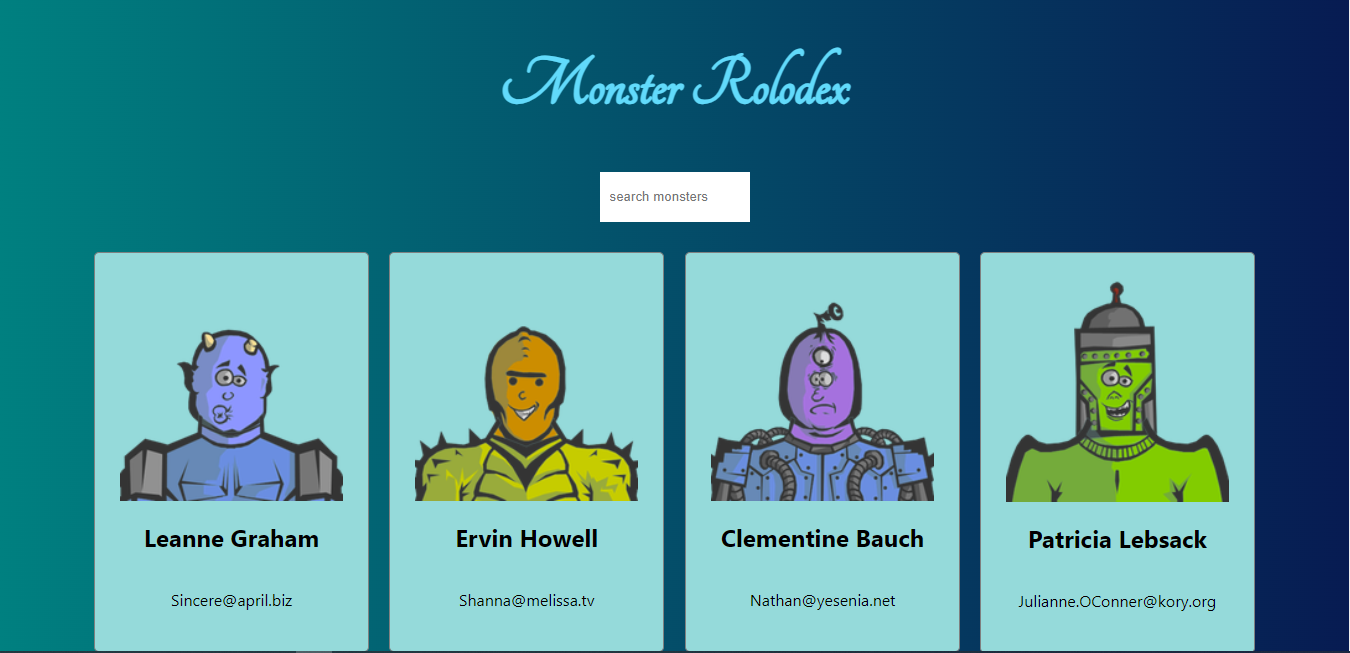 Monster Rolodex
search monsters
Leanne Graham
Sincere@april.biz
Ervin Howell
Shanna@melissa.tv
Clementine Bauch
Nathan@yesenia.net
Patricia Lebsack
Julianne.OConner@kory.org